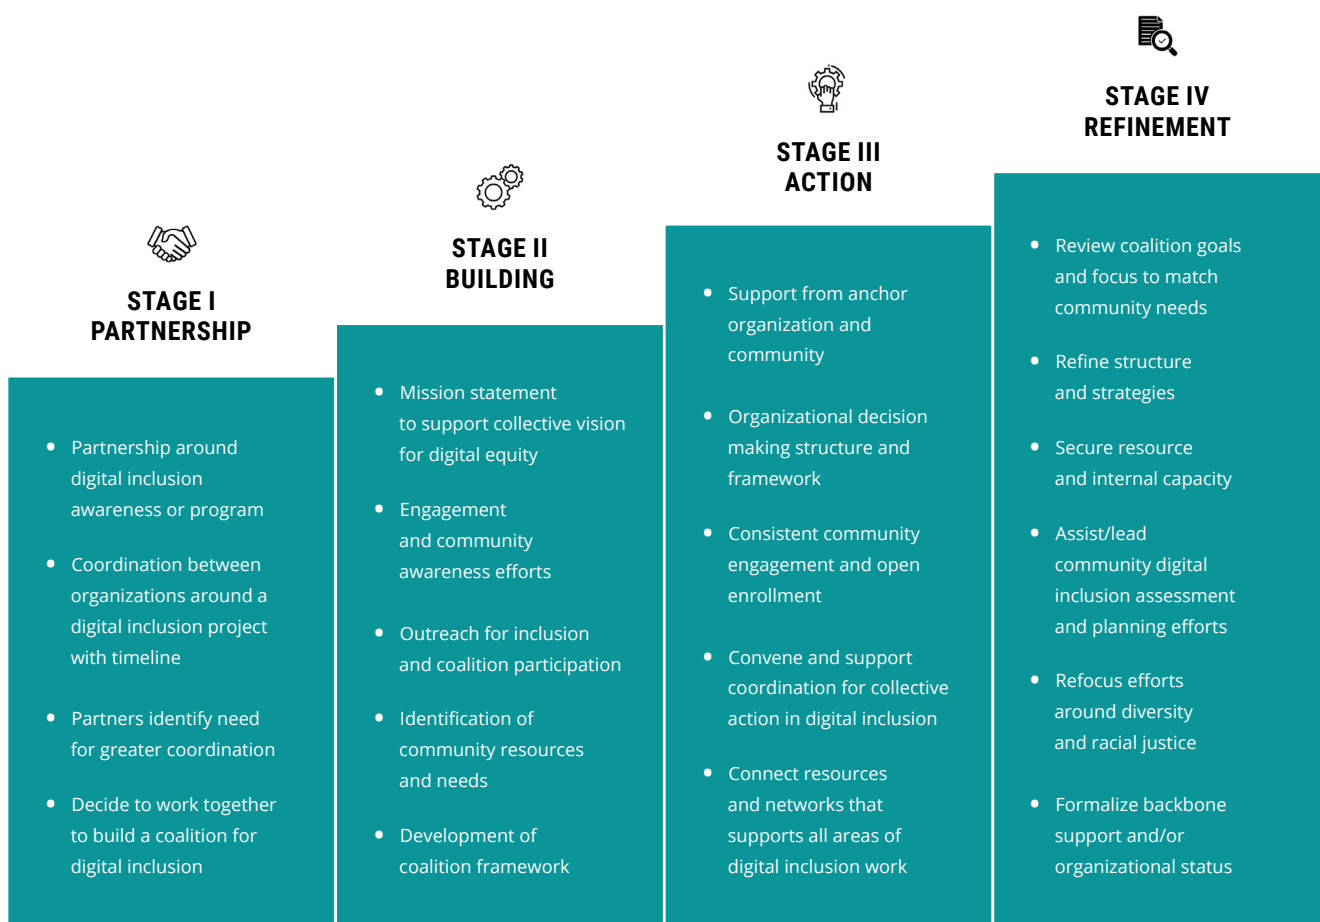 STAGE I
PARTNERSHIP
• Partnership around
digital inclusion
awareness or program
• Coordination between
organizations around a
digital inclusion project
with timeline
• Partners identify need
for greater coordination
• Decide to work together
to build a coalition for
digital inclusion
STAGE II
BUILDING
• Mission statement
to support collective vision
for digital equity
• Engagement
and community
awareness efforts
• Outreach for inclusion
and coalition participation
• Identification of
community resources
and needs
• Development of
coalition framework
STAGE III
ACTION
• Support from anchor
organization and
community
• Organizational decision
making structure and
framework
• Consistent community
engagement and open
enrollment
• Convene and support
coordination for collective
action in digital inclusion
• Connect resources
and networks that
supports all areas of
digital inclusion work
STAGE IV
REFINEMENT
• Review coalition goals
and focus to match
community needs
• Refine structure
and strategies
• Secure resource
and internal capacity
• Assist/lead
community digital
inclusion assessment
and planning efforts
• Refocus efforts
around diversity
and racial justice
• Formalize backbone
support and/or
organizational status